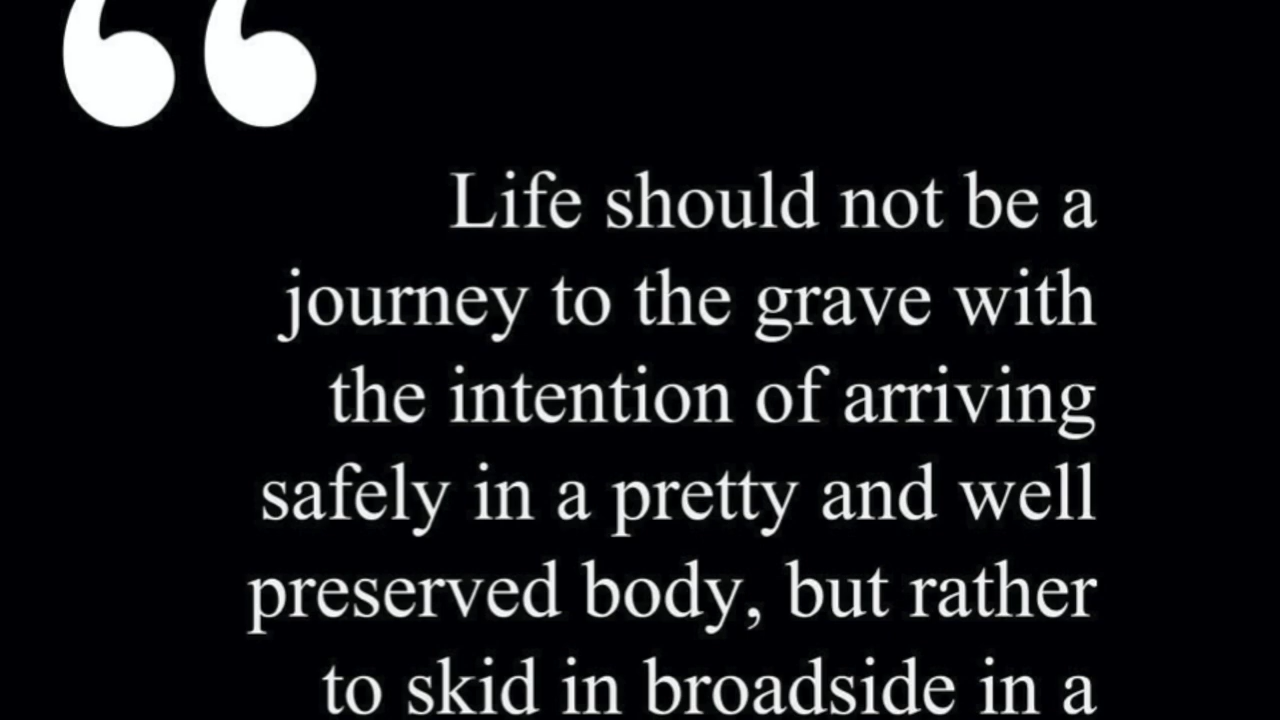 “
Life should not be a
journey to the grave with
the intention of arriving
safely in a pretty and well
preserved body, but rather
to skid in broadside in a